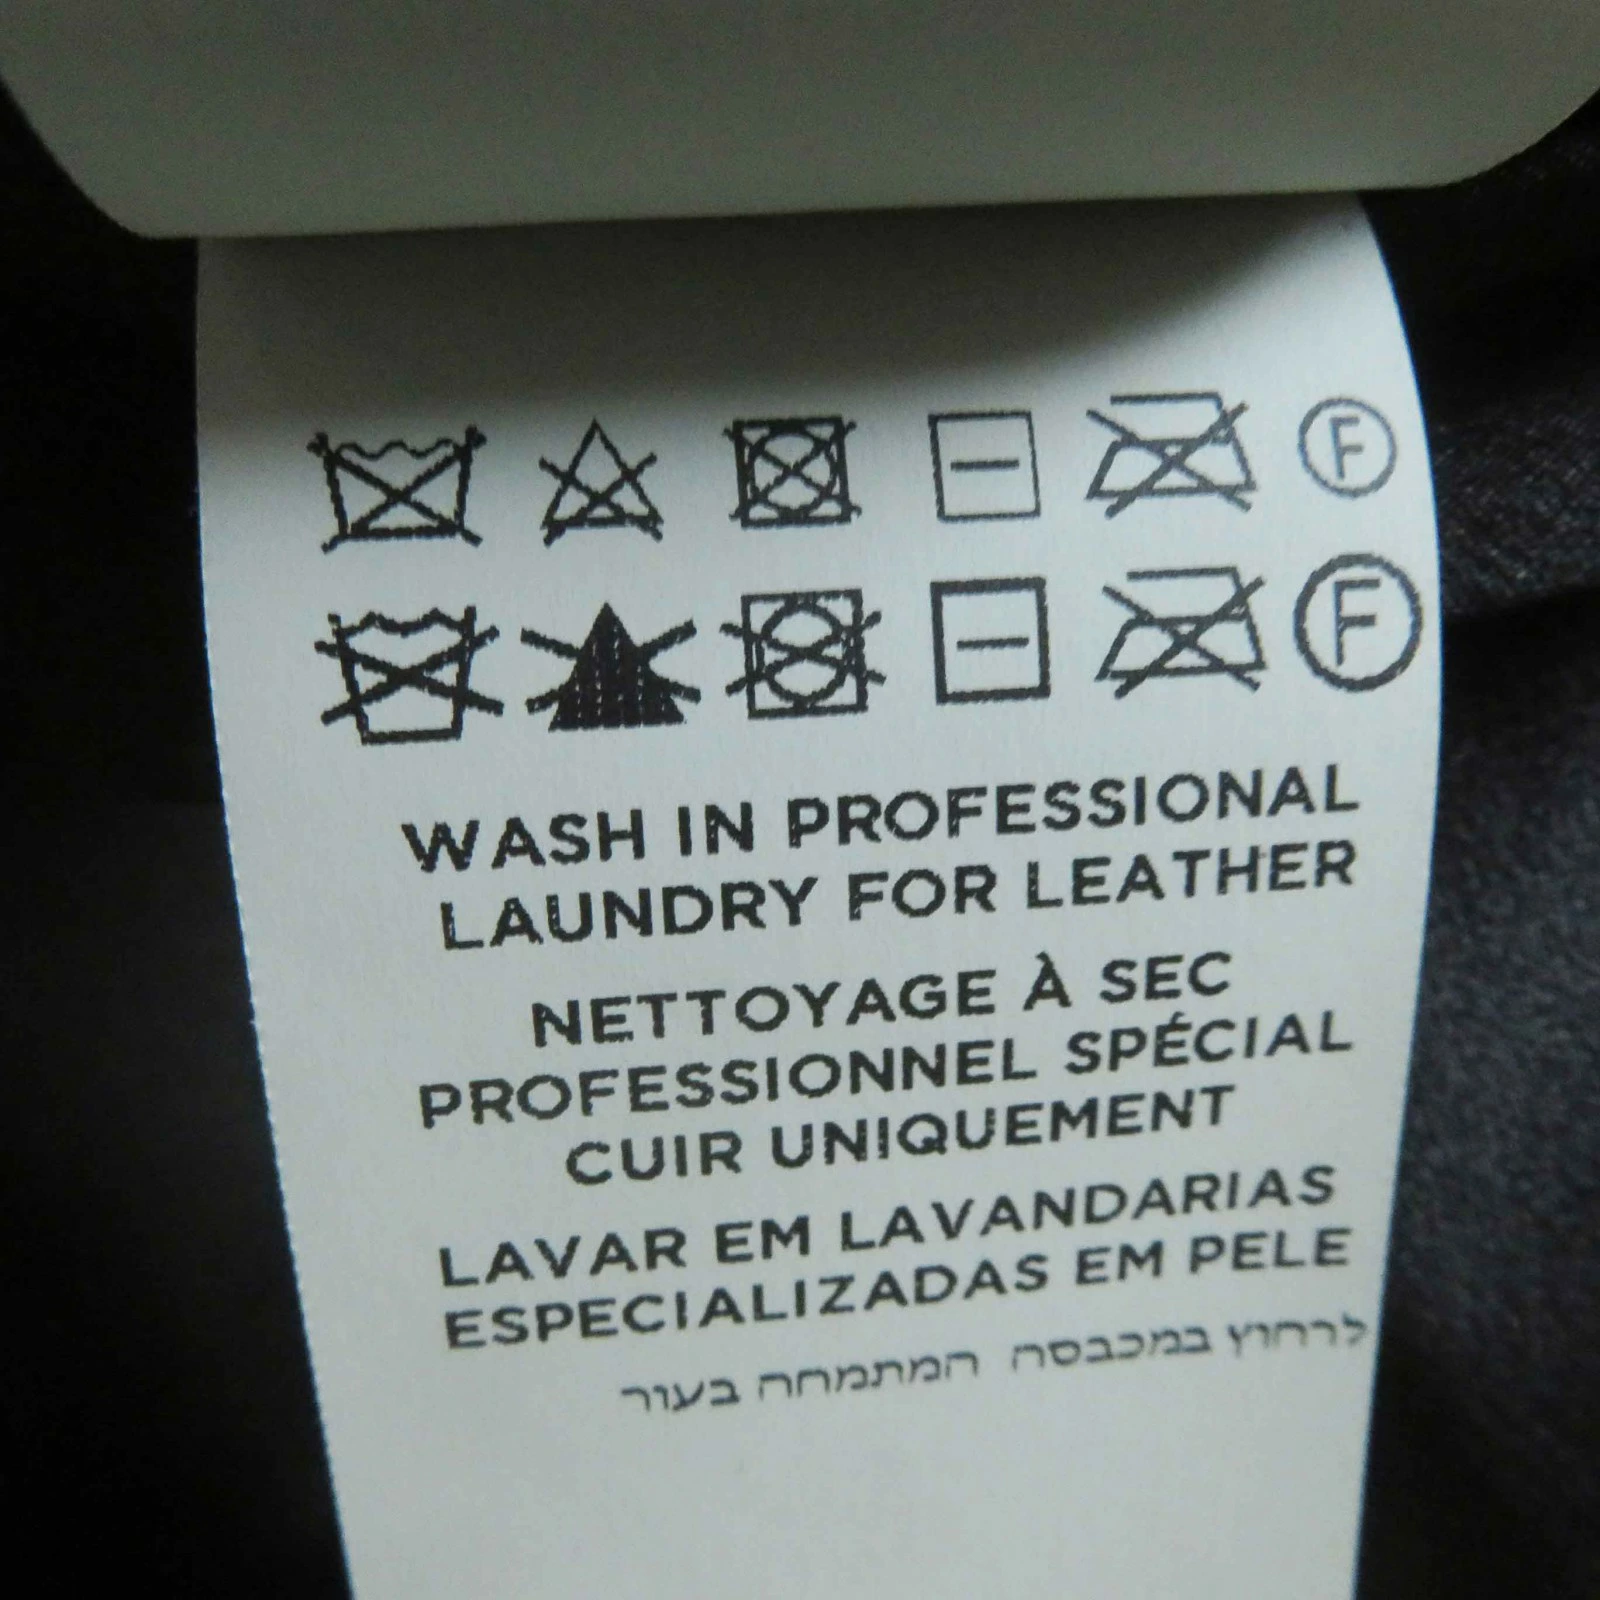 F
F
WASH IN PROFESSIONAL
LAUNDRY FOR LEATHER
NETTOYAGE À SEC
PROFESSIONNEL SPÉCIAL
CUIR UNIQUEMENT
LAVAR EM LAVANDARIAS
ESPECIALIZADAS EM PELE
לרחוץ במכבסה המתמחה בעור